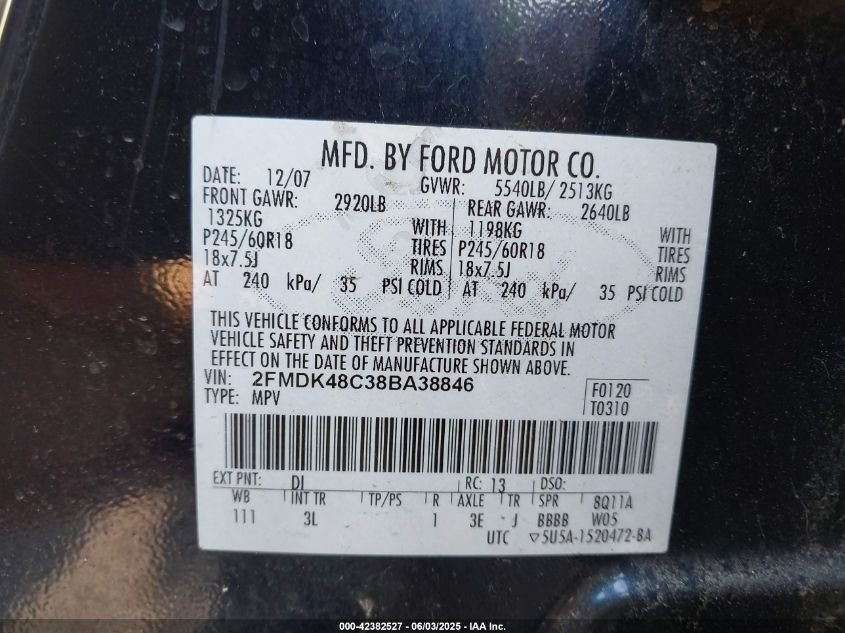 MFD. BY FORD MOTOR CO.
DATE: 12/07 GVWR: 5540LB/ 2513KG
FRONT GAWR: 2920LB REAR GAWR: 2640LB
1325KG WITH 1198KG WITH
P245/60R18 TIRES P245/60R18 TIRES
18x7.5J RIMS 18x7.5J RIMS
AT 240 kPa/ 35 PSI COLD AT 240 kPa/ 35 PSI COLD
THIS VEHICLE CONFORMS TO ALL APPLICABLE FEDERAL MOTOR
VEHICLE SAFETY AND THEFT PREVENTION STANDARDS IN
EFFECT ON THE DATE OF MANUFACTURE SHOWN ABOVE.
VIN: 2FMDK48C38BA38846 F0120
TYPE: MPV T0310
EXT PNT: DI RC: 13 DSO:
WB INT TR TP/PS R AXLE TR SPR 8Q11A
111 3L 1 3E J BBBB W05
UTC ▽5U5A-1520472-BA
000-42382527 - 06/03/2025 - IAA Inc.